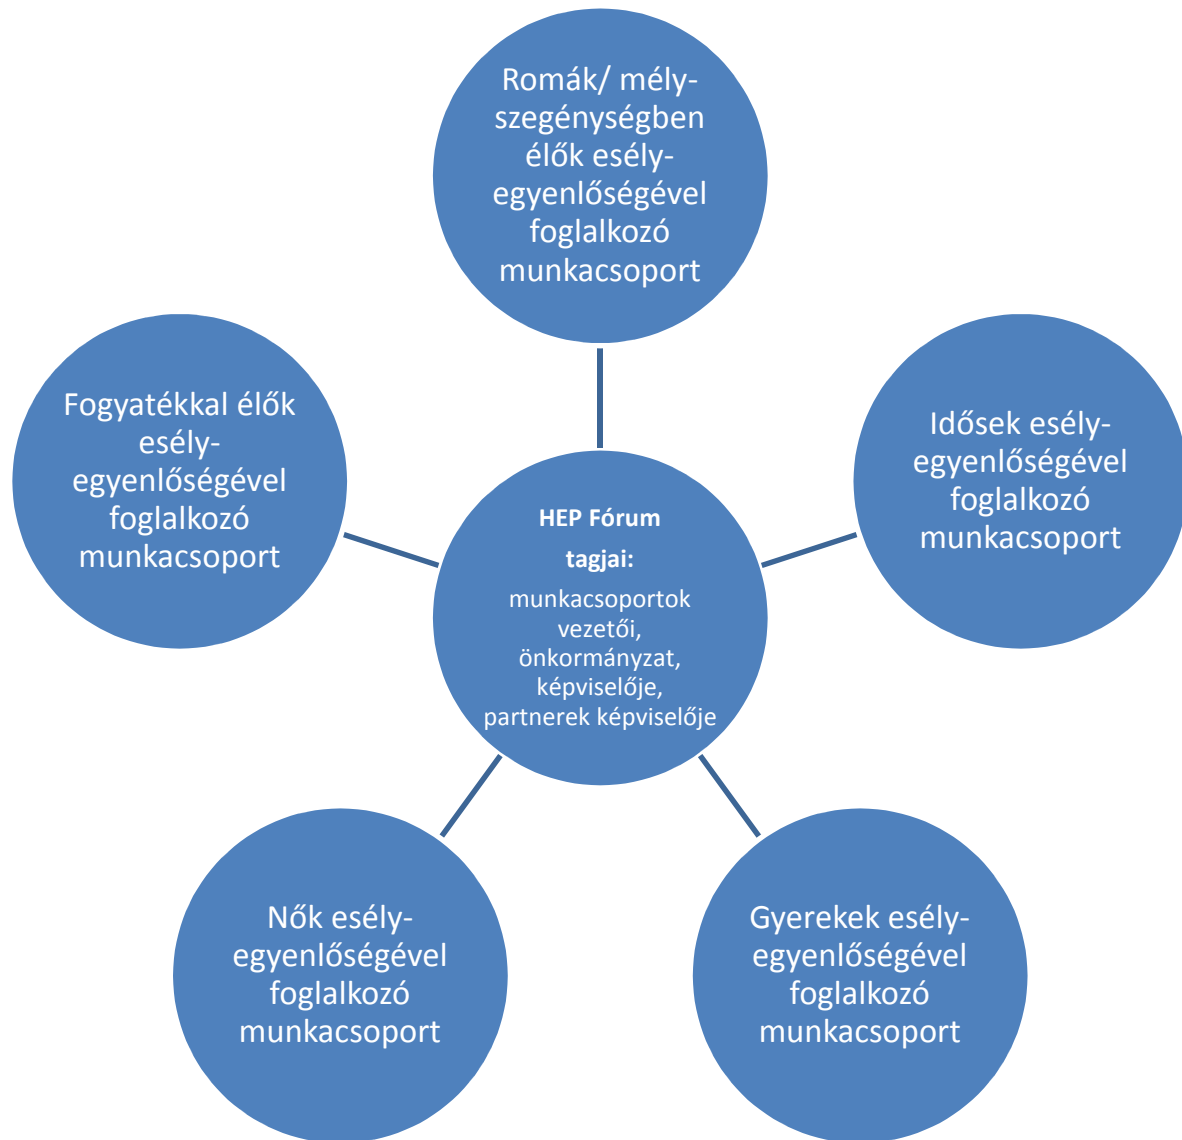 Romák/ mély-
szegénységben
élők esély-
egyenlőségével
foglalkozó
munkacsoport
Fogyatékkal élők
esély-
egyenlőségével
foglalkozó
munkacsoport
Idősek esély-
egyenlőségével
foglalkozó
munkacsoport
HEP Fórum
tagjai:
munkacsoportok
vezetői,
önkormányzat,
képviselője,
partnerek képviselője
Nők esély-
egyenlőségével
foglalkozó
munkacsoport
Gyerekek esély-
egyenlőségével
foglalkozó
munkacsoport